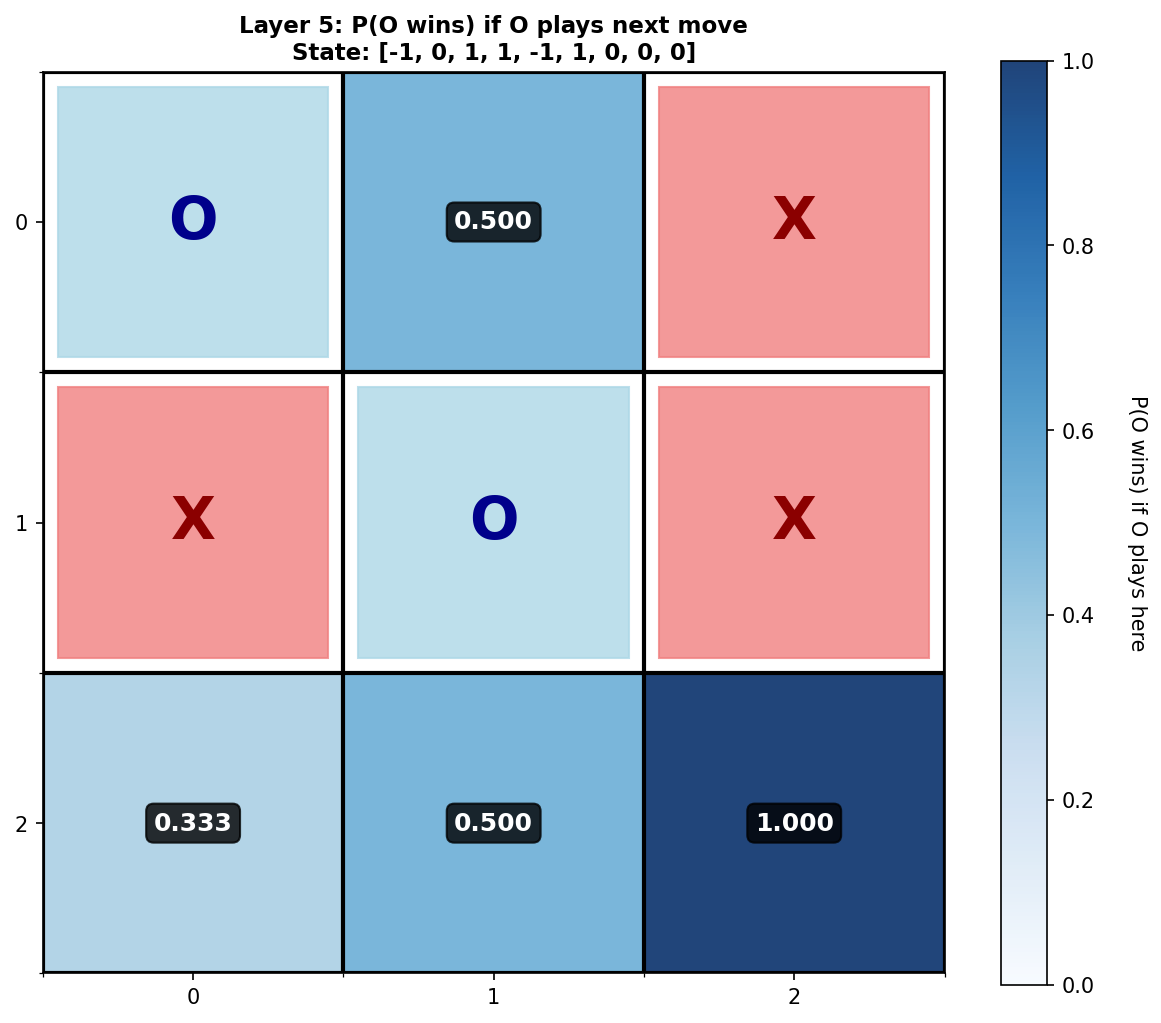 Layer 5: P(O wins) if O plays next move
State: [-1, 0, 1, 1, -1, 1, 0, 0, 0]
0
O
0.500
X
1
X
O
X
2
0.333
0.500
1.000
0
1
2
1.0
0.8
0.6
0.4
0.2
0.0
P(O wins) if O plays here